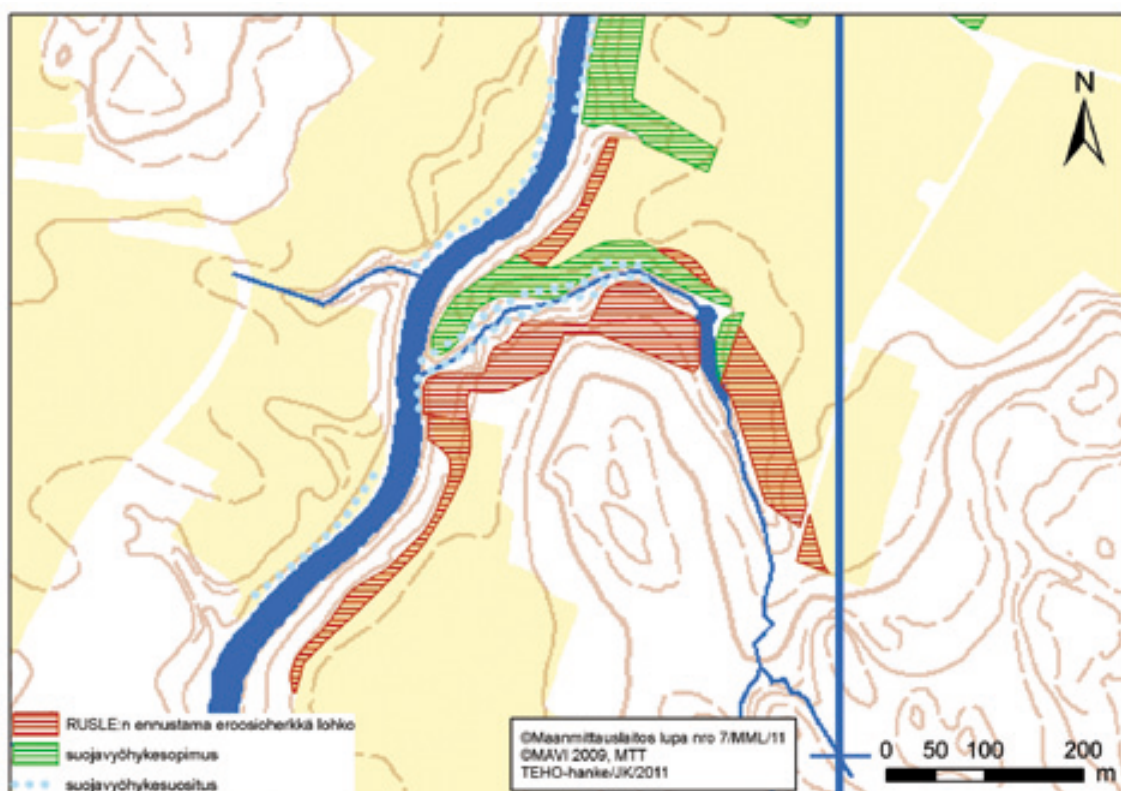 N
RUSLE:n ennustama eroosioherkkä lohko
suojavyöhykesopimus
suojavyöhykesuositus
©Maanmittauslaitos lupa nro 7/MML/11
©MAVI 2009, MTT
TEHO-hanke/JK/2011
0 50 100 200
m